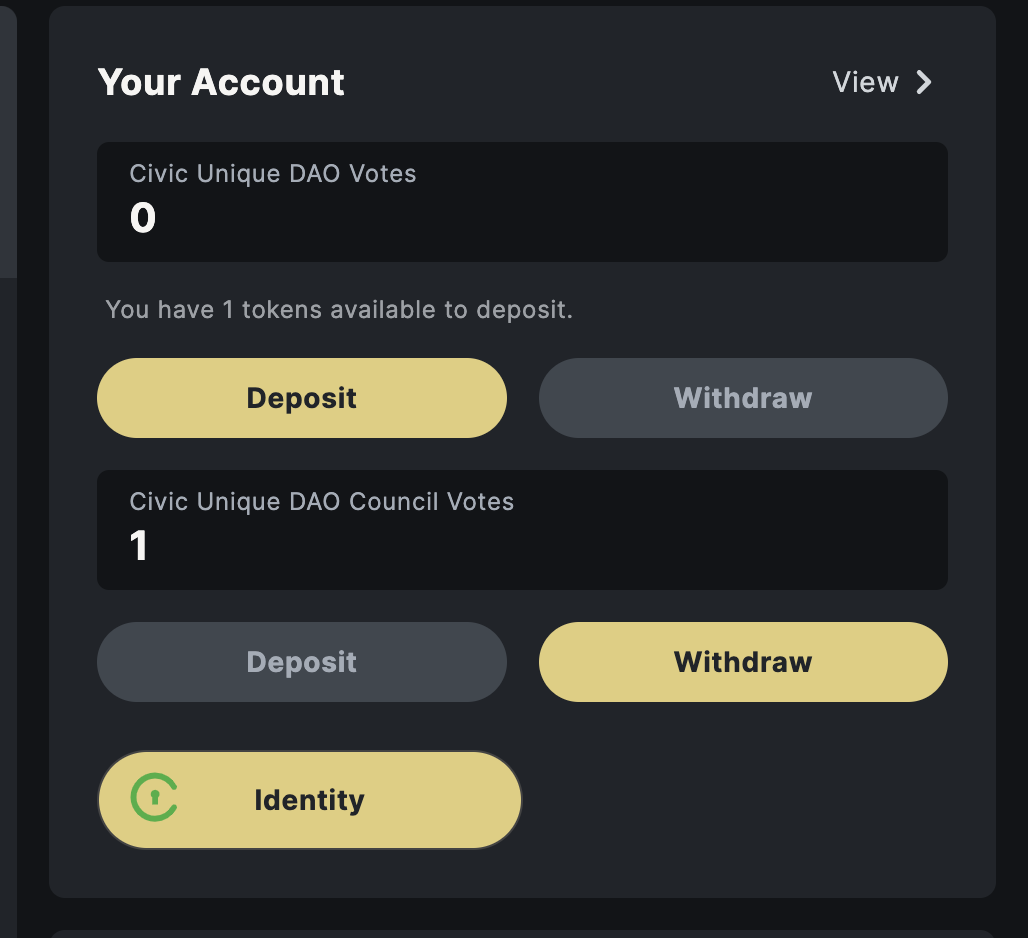 Your Account
View
Civic Unique DAO Votes
0
You have 1 tokens available to deposit.
Deposit
Withdraw
Civic Unique DAO Council Votes
1
Deposit
Withdraw
Identity